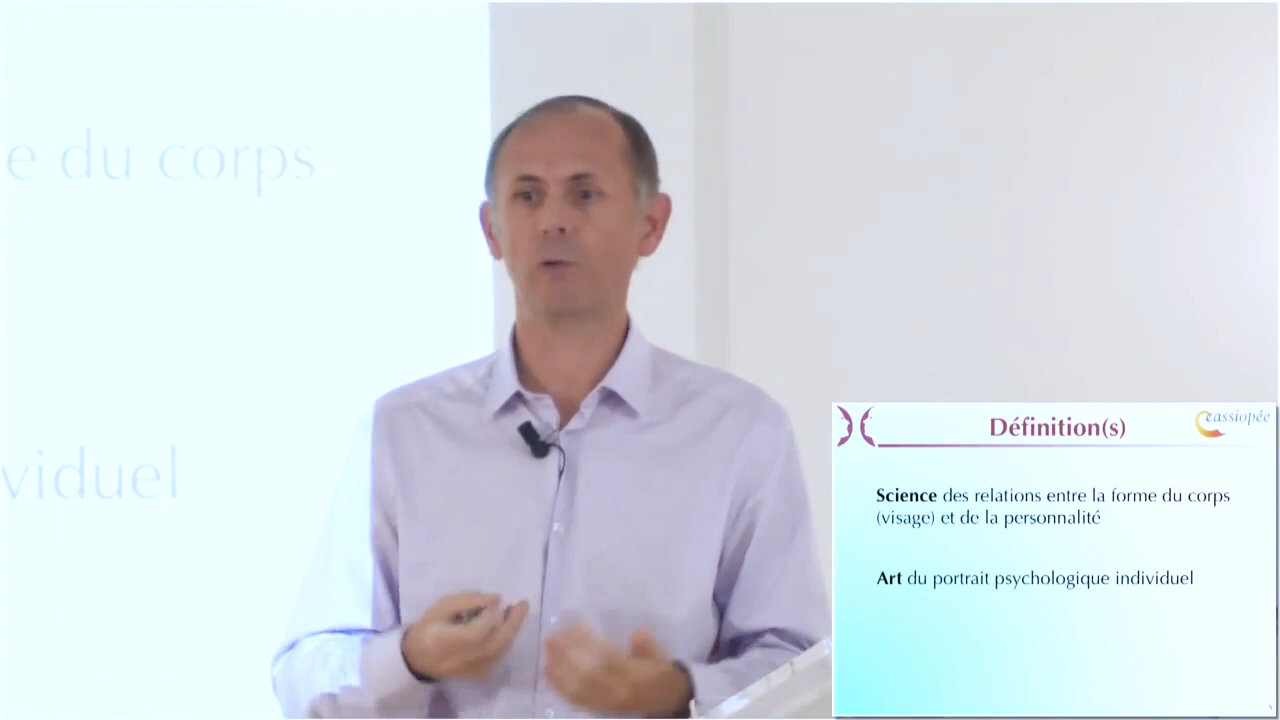 e du corps
viduel
Définition(s)
cassiopée
Science des relations entre la forme du corps
(visage) et de la personnalité
Art du portrait psychologique individuel
5